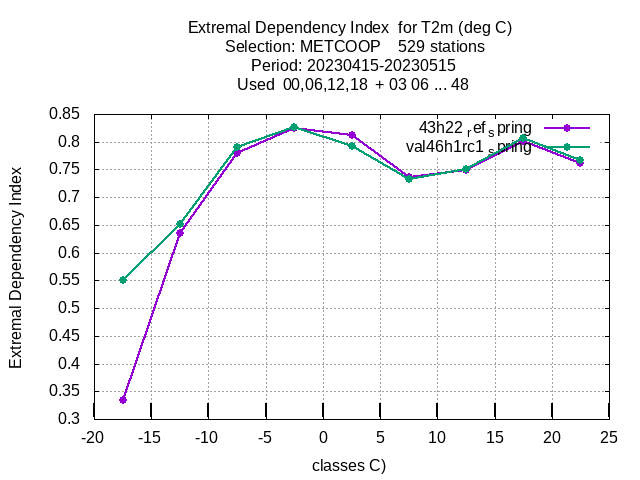 Extremal Dependency Index  for T2m (deg C)
Selection: METCOOP    529 stations
Period: 20230415-20230515
Used  00,06,12,18  + 03 06 ... 48
Extremal Dependency Index
0.85
0.8
0.75
0.7
0.65
0.6
0.55
0.5
0.45
0.4
0.35
0.3
43h22 ref spring
val46h1rc1 spring
-20 -15 -10 -5 0 5 10 15 20 25
classes C)